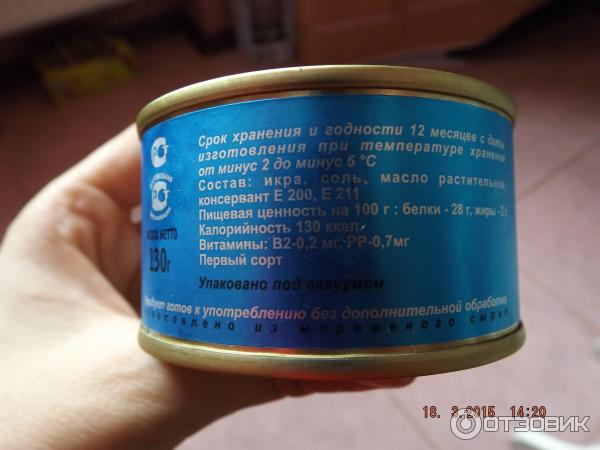 Срок хранения и годности 12 месяцев с даты
изготовления при температуре хранения
от минус 2 до минус 6 °С
Состав: икра, соль, масло растительное,
консервант Е 200, Е 211
Пищевая ценность на 100 г : белки - 28 г, жиры -
Калорийность 130 ккал
Витамины: В2-0,2 мг, РР-0,7мг
Первый сорт
НЕТТО
130г
Упаковано под вакуумом
Продукт готов к употреблению без дополнительной обработки
из мороженого сырья
18. 3.2015 14:20
ОТЗОВИК